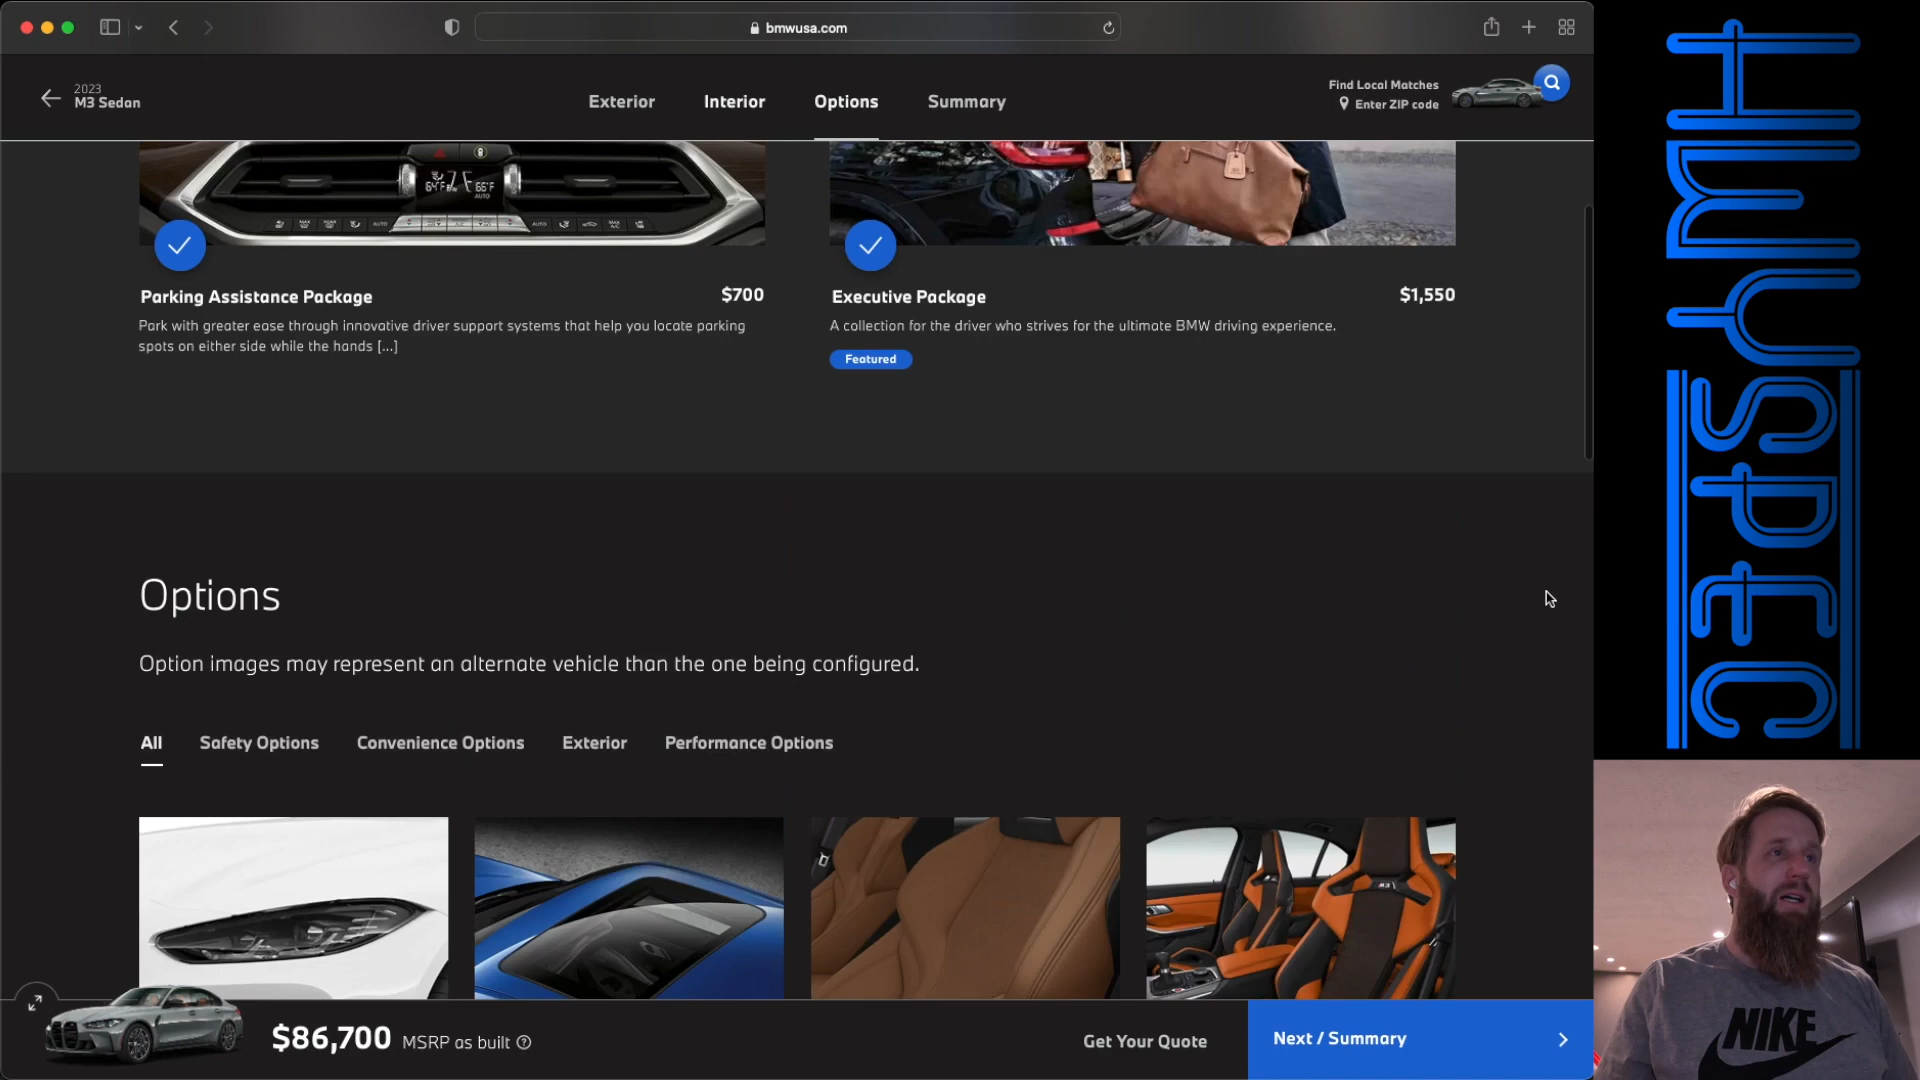 bmwusa.com
2023
M3 Sedan
Exterior
Interior
Options
Summary
Find Local Matches
Enter ZIP code
64°F
66°F
AUTO
Parking Assistance Package
$700
Park with greater ease through innovative driver support systems that help you locate parking
spots on either side while the hands [...]
Executive Package
$1,550
A collection for the driver who strives for the ultimate BMW driving experience.
Featured
Options
Option images may represent an alternate vehicle than the one being configured.
All
Safety Options
Convenience Options
Exterior
Performance Options
$86,700 MSRP as built
Get Your Quote
Next / Summary
HMYSPEC
NIKE